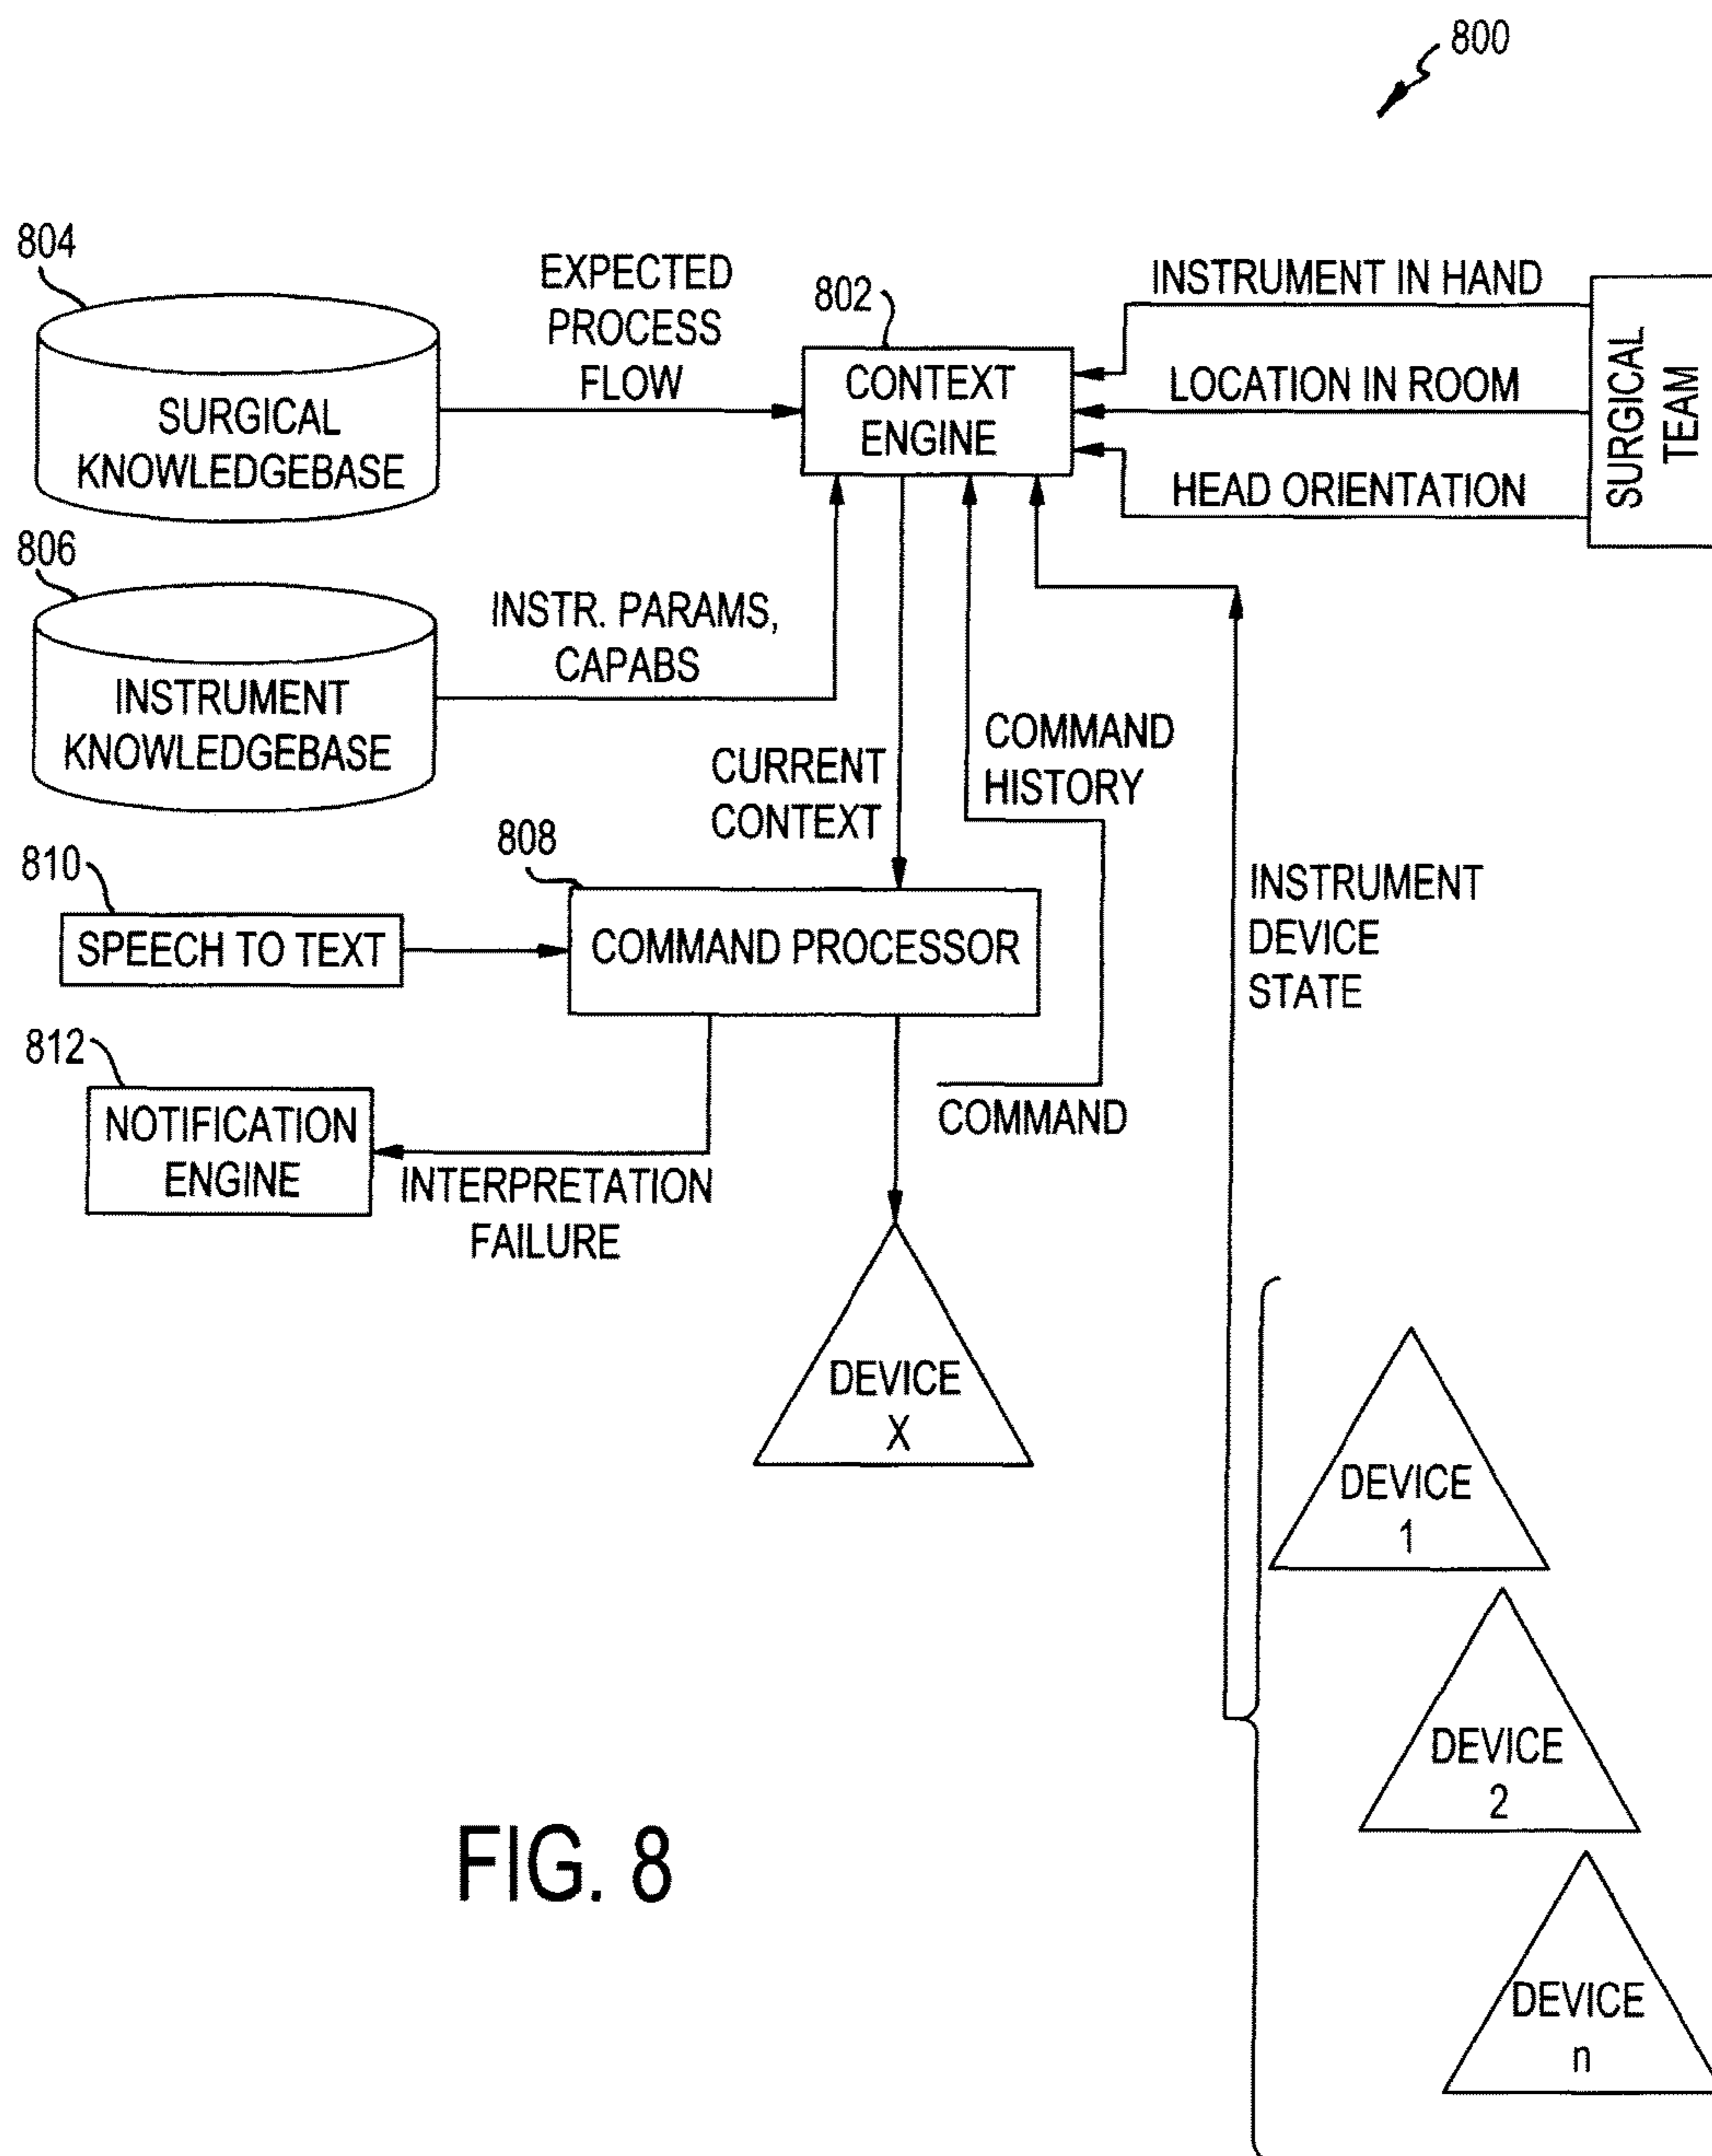 800
804
EXPECTED
PROCESS
FLOW
802
INSTRUMENT IN HAND
SURGICAL
KNOWLEDGEBASE
CONTEXT
ENGINE
LOCATION IN ROOM
HEAD ORIENTATION
SURGICAL
TEAM
806
INSTR. PARAMS,
CAPABS
INSTRUMENT
KNOWLEDGEBASE
CURRENT
CONTEXT
COMMAND
HISTORY
810
808
SPEECH TO TEXT
COMMAND PROCESSOR
INSTRUMENT
DEVICE
STATE
812
NOTIFICATION
ENGINE
INTERPRETATION
FAILURE
COMMAND
DEVICE
X
DEVICE
1
DEVICE
2
DEVICE
n
FIG. 8